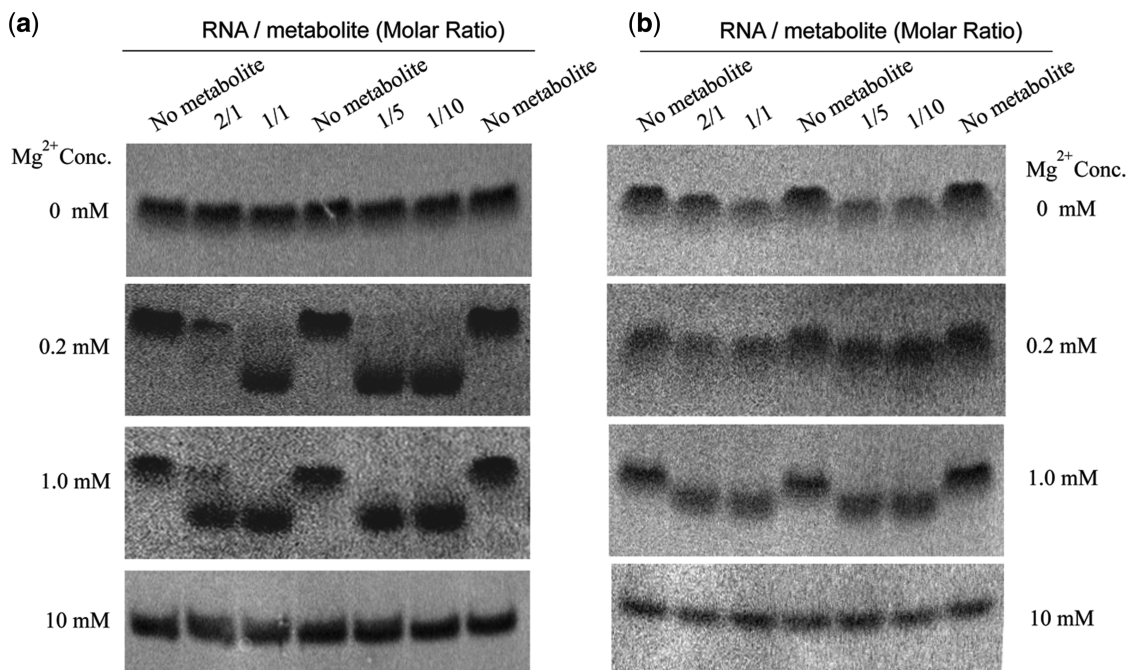 (a)
RNA / metabolite (Molar Ratio)
No metabolite 2/1 1/1 No metabolite 1/5 1/10 No metabolite
Mg2+ Conc.
0 mM
0.2 mM
1.0 mM
10 mM
(b)
RNA / metabolite (Molar Ratio)
No metabolite 2/1 1/1 No metabolite 1/5 1/10 No metabolite
Mg2+ Conc.
0 mM
0.2 mM
1.0 mM
10 mM